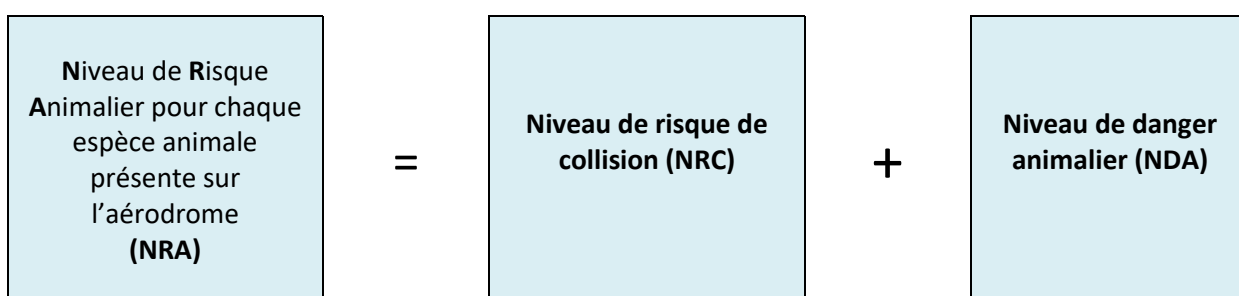 Niveau de Risque
Animalier pour chaque
espèce animale
présente sur
l’aérodrome
(NRA)
=
Niveau de risque de
collision (NRC)
+
Niveau de danger
animalier (NDA)